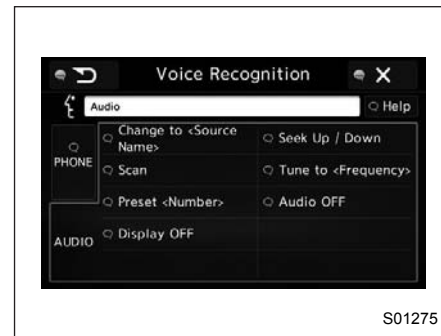 Voice Recognition
Audio
Help
PHONE
Change to <Source
Name>
Seek Up / Down
Scan
Tune to <Frequency>
Preset <Number>
Audio OFF
AUDIO
Display OFF
S01275